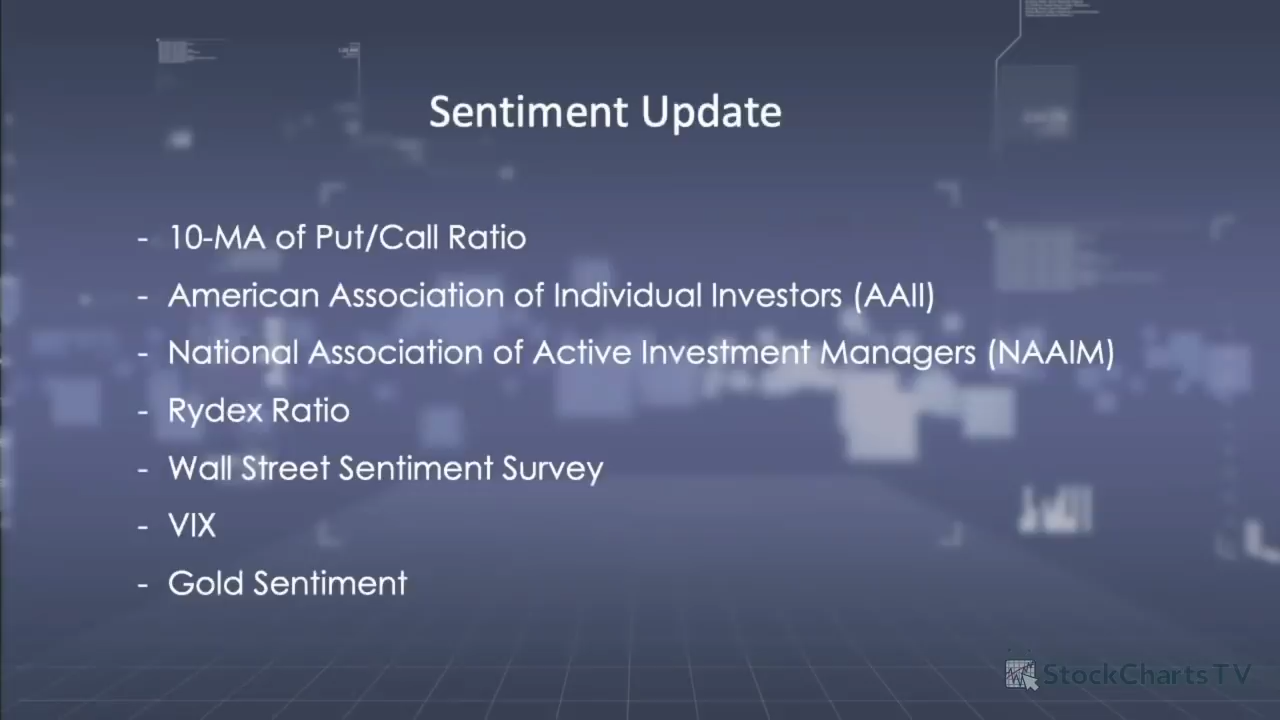 Sentiment Update
- 10-MA of Put/Call Ratio
- American Association of Individual Investors (AAII)
- National Association of Active Investment Managers (NAAIM)
- Rydex Ratio
- Wall Street Sentiment Survey
- VIX
- Gold Sentiment
StockChartsTV